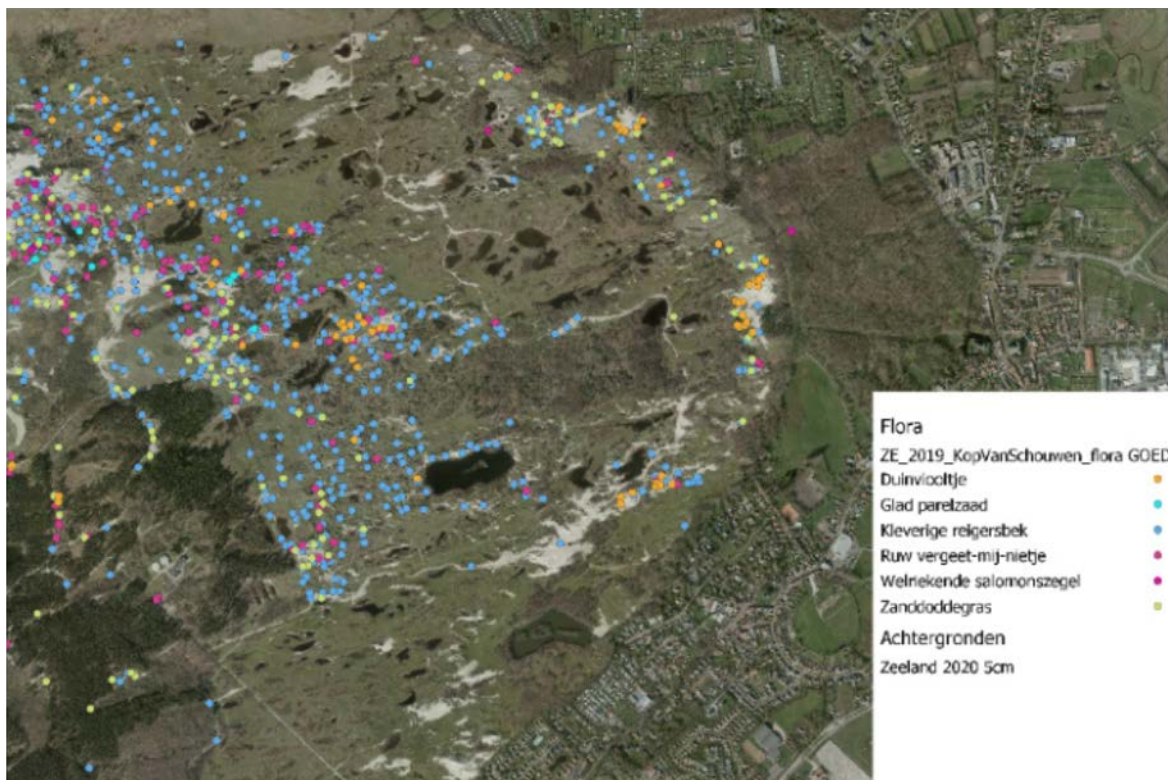 Flora
ZE_2019_KopVanSchouwen_flora GOED
Duinviooltje
Glad parelzaad
Kleverige reigersbek
Ruw vergeet-mij-nietje
Welriekende salomonszegel
Zanddoddegras
Achtergronden
Zeeland 2020 5cm